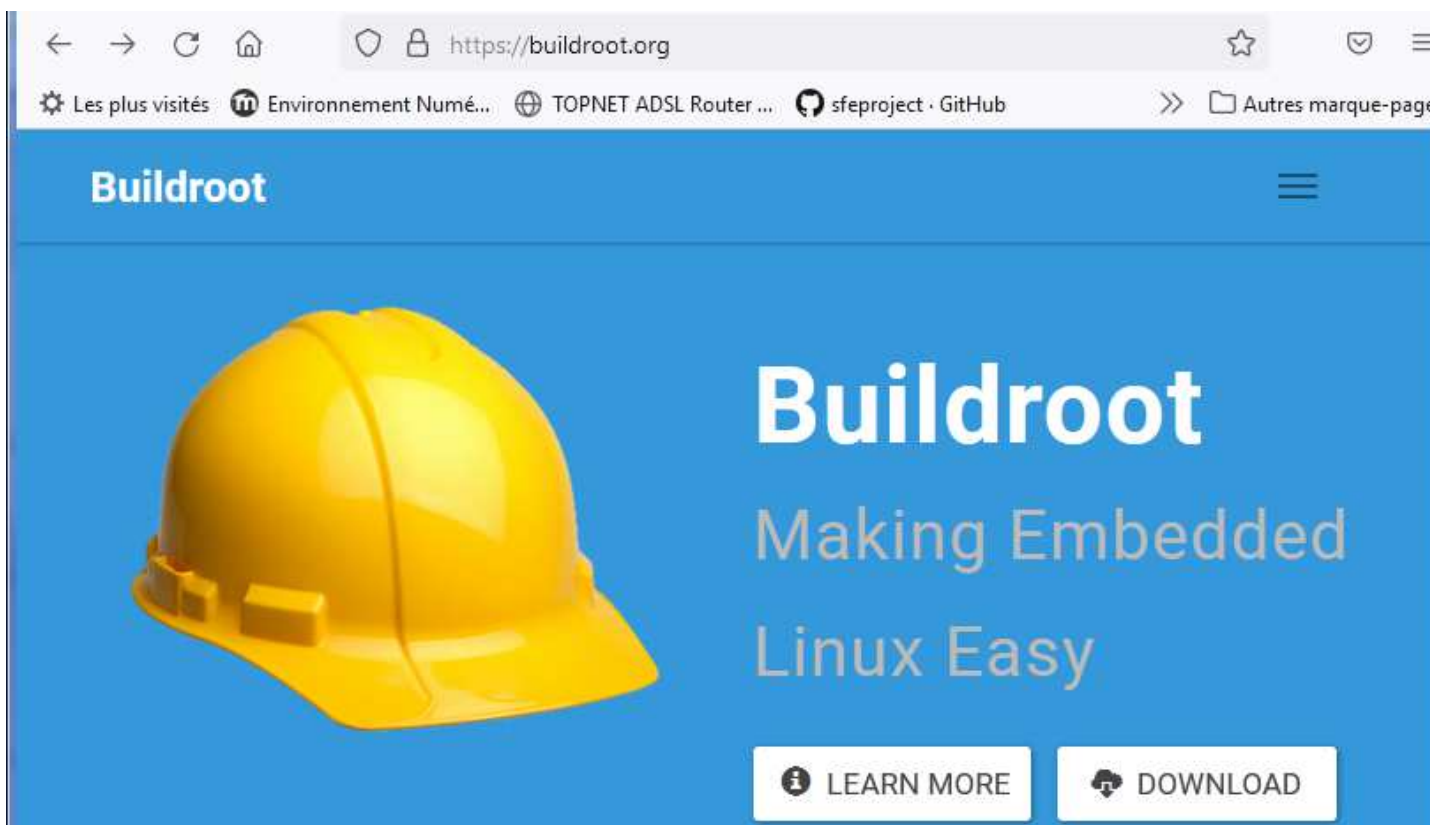 https://buildroot.org
Les plus visités Environnement Numé... TOPNET ADSL Router ... sfeproject · GitHub Autres marque-page
Buildroot
Buildroot
Making Embedded
Linux Easy
LEARN MORE DOWNLOAD